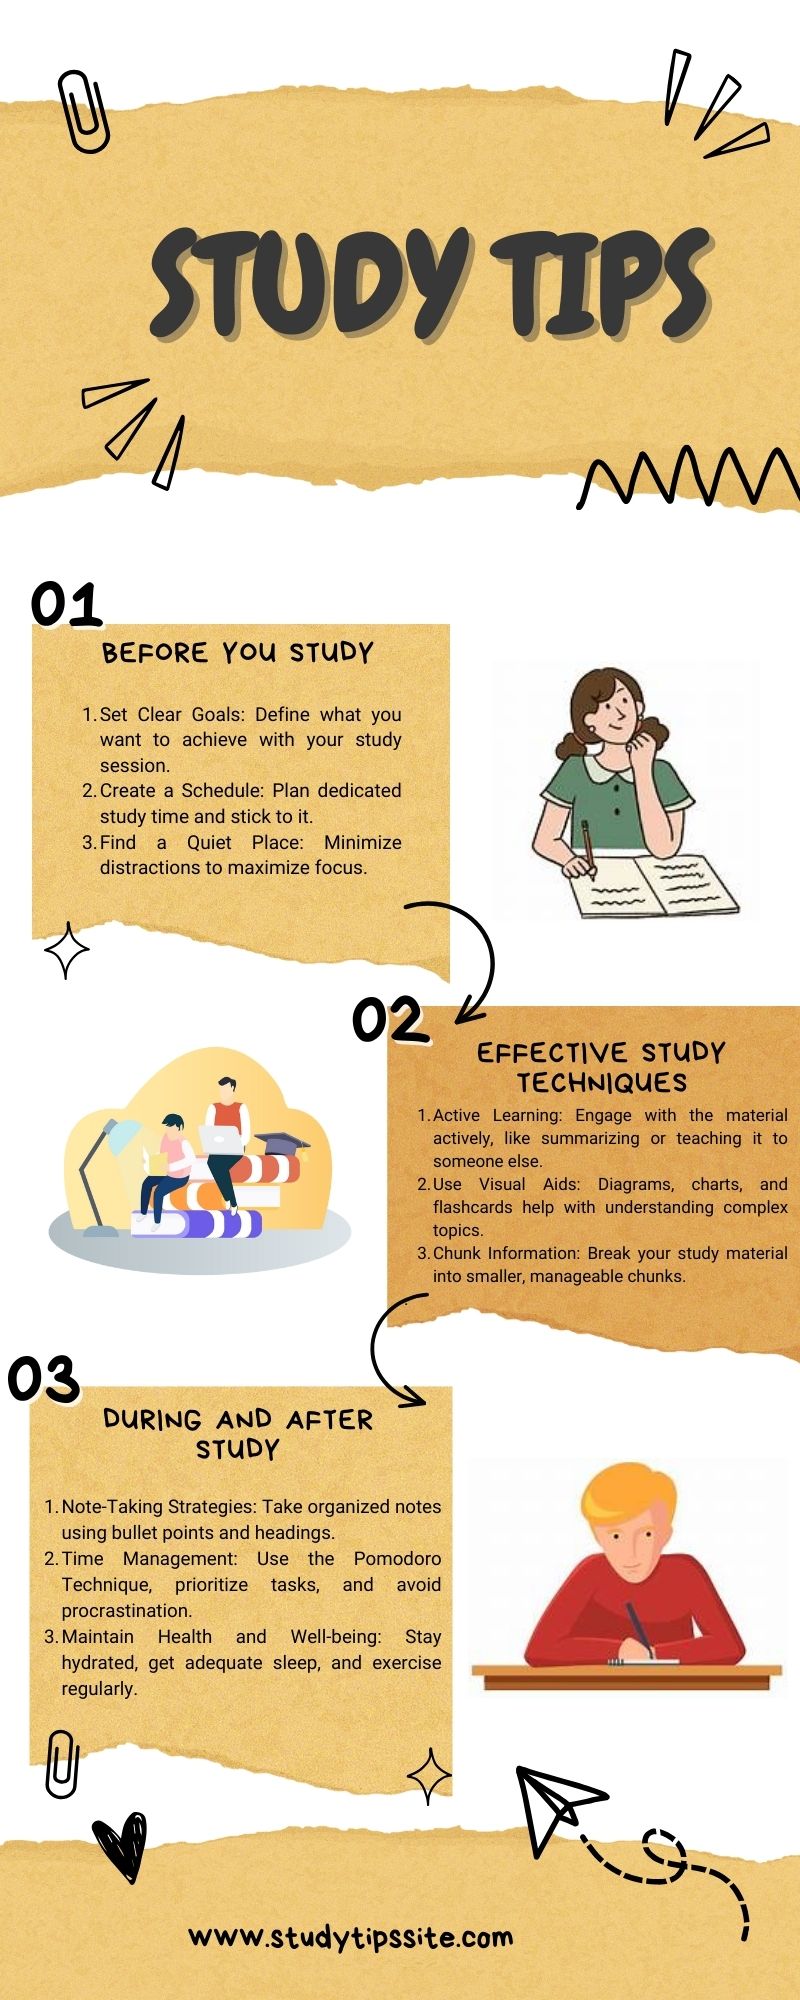 STUDY TIPS
01
BEFORE YOU STUDY
1. Set Clear Goals: Define what you
want to achieve with your study
session.
2. Create a Schedule: Plan dedicated
study time and stick to it.
3. Find a Quiet Place: Minimize
distractions to maximize focus.
02
EFFECTIVE STUDY
TECHNIQUES
1. Active Learning: Engage with the material
actively, like summarizing or teaching it to
someone else.
2. Use Visual Aids: Diagrams, charts, and
flashcards help with understanding complex
topics.
3. Chunk Information: Break your study material
into smaller, manageable chunks.
03
DURING AND AFTER
STUDY
1. Note-Taking Strategies: Take organized notes
using bullet points and headings.
2. Time Management: Use the Pomodoro
Technique, prioritize tasks, and avoid
procrastination.
3. Maintain Health and Well-being: Stay
hydrated, get adequate sleep, and exercise
regularly.
www.studytipssite.com